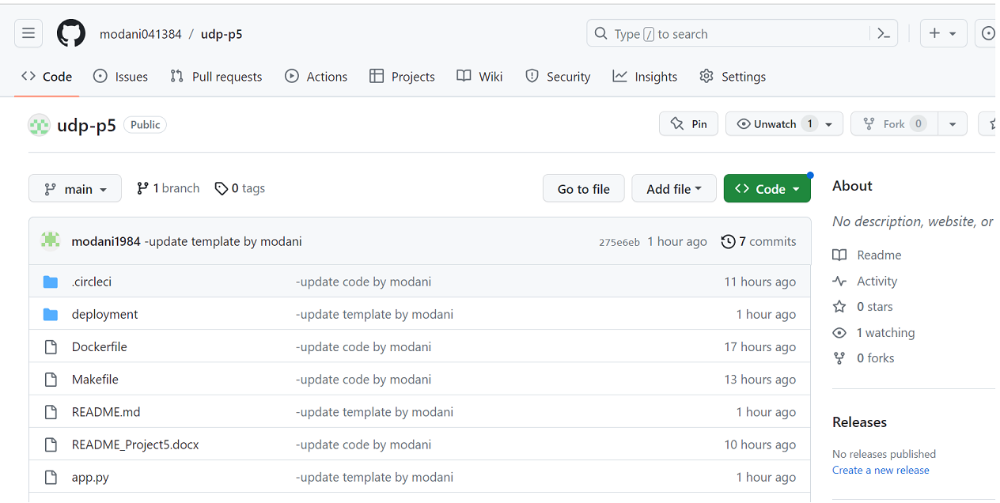 modani041384 / udp-p5
Type / to search
Code Issues Pull requests Actions Projects Wiki Security Insights Settings
udp-p5 Public
Pin Unwatch 1 Fork 0
main 1 branch 0 tags Go to file Add file Code
About
No description, website, or
modani1984 -update template by modani 275e6eb 1 hour ago 7 commits
Readme
.circleci -update code by modani 11 hours ago
Activity
deployment -update template by modani 1 hour ago
0 stars
1 watching
Dockerfile -update code by modani 17 hours ago
0 forks
Makefile -update code by modani 13 hours ago
README.md -update template by modani 1 hour ago
Releases
README_Project5.docx -update code by modani 10 hours ago
No releases published
Create a new release
app.py -update template by modani 1 hour ago